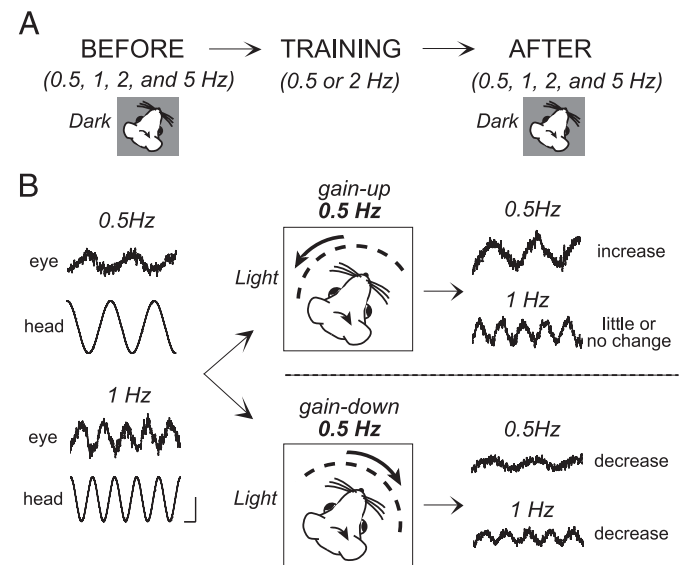 A
BEFORE → TRAINING → AFTER
(0.5, 1, 2, and 5 Hz) (0.5 or 2 Hz) (0.5, 1, 2, and 5 Hz)
Dark Dark
B
0.5Hz
eye
head
1 Hz
eye
head
gain-up
0.5 Hz
Light
0.5Hz
increase
1 Hz
little or
no change
gain-down
0.5 Hz
Light
0.5Hz
decrease
1 Hz
decrease